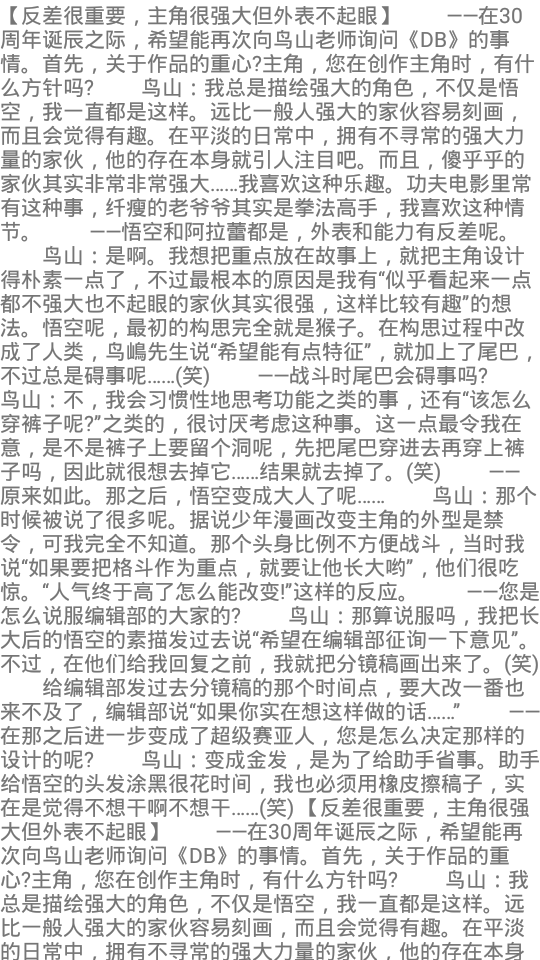 【反差很重要，主角很强大但外表不起眼】 ——在30
周年诞辰之际，希望能再次向鸟山老师询问《DB》的事
情。首先，关于作品的重心?主角，您在创作主角时，有什
么方针吗? 鸟山：我总是描绘强大的角色，不仅是悟
空，我一直都是这样。远比一般人强大的家伙容易刻画，
而且会觉得有趣。在平淡的日常中，拥有不寻常的强大力
量的家伙，他的存在本身就引人注目吧。而且，傻乎乎的
家伙其实非常非常强大……我喜欢这种乐趣。功夫电影里常
有这种事，纤瘦的老爷爷其实是拳法高手，我喜欢这种情
节。 ——悟空和阿拉蕾都是，外表和能力有反差呢。
鸟山：是啊。我想把重点放在故事上，就把主角设计
得朴素一点了，不过最根本的原因是我有“似乎看起来一点
都不强大也不起眼的家伙其实很强，这样比较有趣”的想
法。悟空呢，最初的构思完全就是猴子。在构思过程中改
成了人类，鸟嶋先生说“希望能有点特征”，就加上了尾巴，
不过总是碍事呢……(笑) ——战斗时尾巴会碍事吗?
鸟山：不，我会习惯性地思考功能之类的事，还有“该怎么
穿裤子呢?”之类的，很讨厌考虑这种事。这一点最令我在
意，是不是裤子上要留个洞呢，先把尾巴穿进去再穿上裤
子吗，因此就很想去掉它……结果就去掉了。(笑) ——
原来如此。那之后，悟空变成大人了呢…… 鸟山：那个
时候被说了很多呢。据说少年漫画改变主角的外型是禁
令，可我完全不知道。那个头身比例不方便战斗，当时我
说“如果要把格斗作为重点，就要让他长大哟”，他们很吃
惊。“人气终于高了怎么能改变!”这样的反应。 ——您是
怎么说服编辑部的大家的? 鸟山：那算说服吗，我把长
大后的悟空的素描发过去说“希望在编辑部征询一下意见”。
不过，在他们给我回复之前，我就把分镜稿画出来了。(笑)
给编辑部发过去分镜稿的那个时间点，要大改一番也
来不及了，编辑部说“如果你实在想这样做的话……” ——
在那之后进一步变成了超级赛亚人，您是怎么决定那样的
设计的呢? 鸟山：变成金发，是为了给助手省事。助手
给悟空的头发涂黑很花时间，我也必须用橡皮擦稿子，实
在是觉得不想干啊不想干……(笑)【反差很重要，主角很强
大但外表不起眼】 ——在30周年诞辰之际，希望能再
次向鸟山老师询问《DB》的事情。首先，关于作品的重
心?主角，您在创作主角时，有什么方针吗? 鸟山：我
总是描绘强大的角色，不仅是悟空，我一直都是这样。远
比一般人强大的家伙容易刻画，而且会觉得有趣。在平淡
的日常中，拥有不寻常的强大力量的家伙，他的存在本身